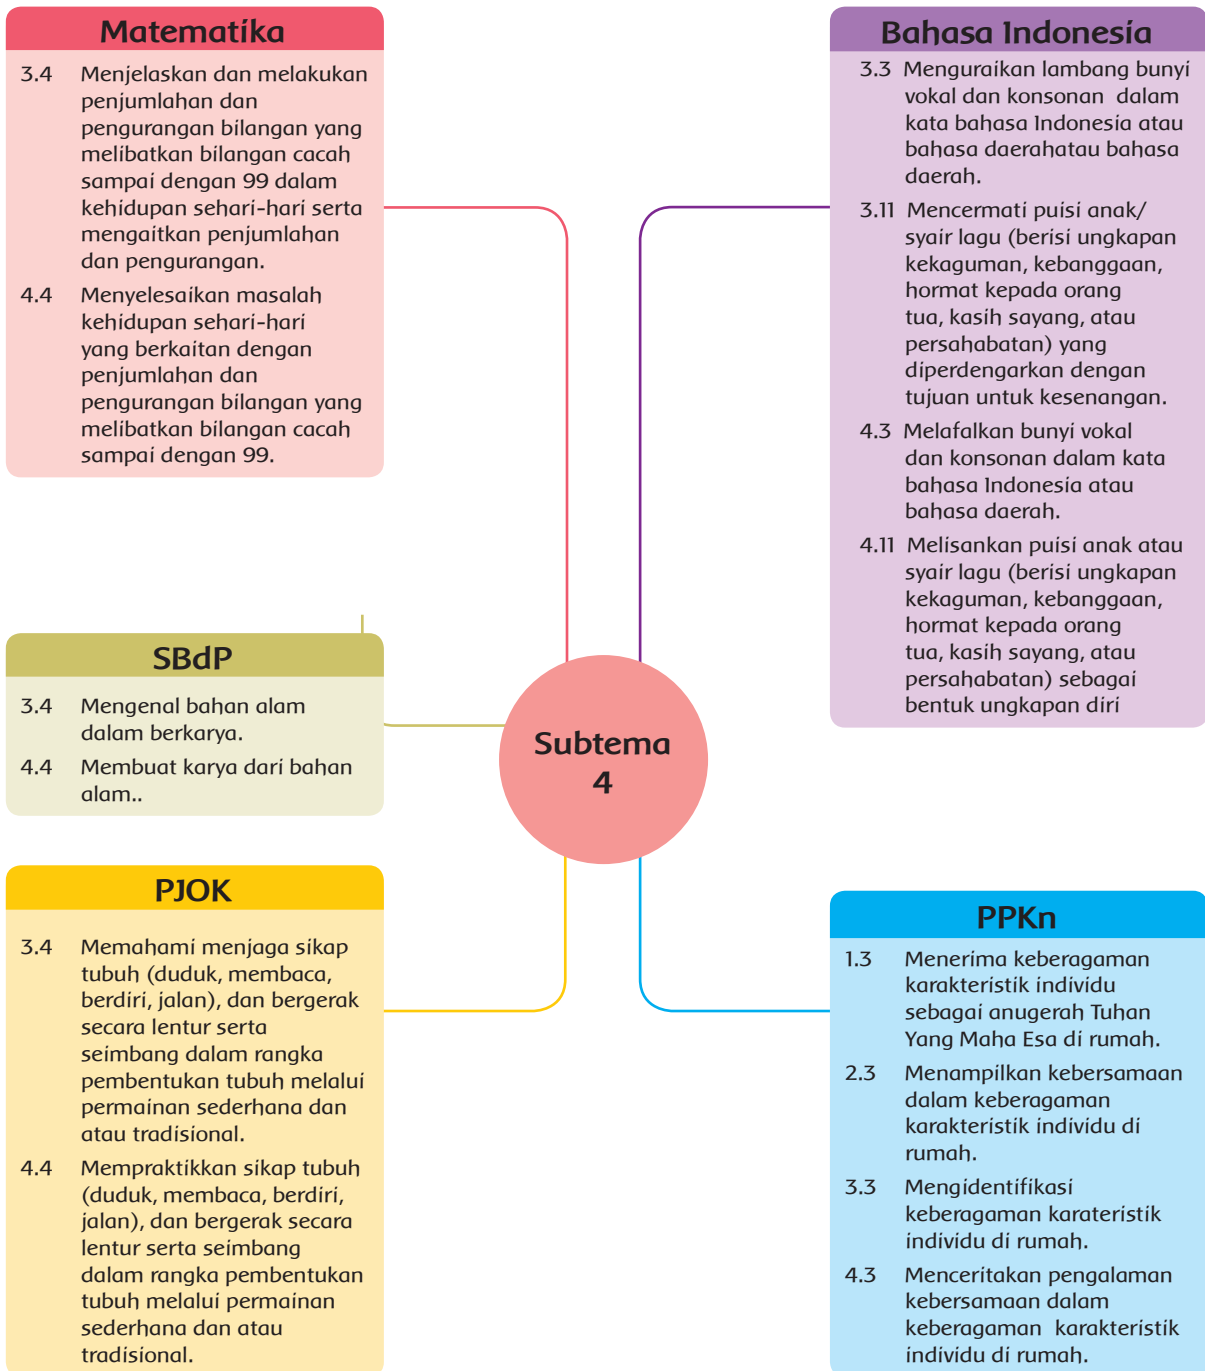 Matematika
3.4 Menjelaskan dan melakukan
penjumlahan dan
pengurangan bilangan yang
melibatkan bilangan cacah
sampai dengan 99 dalam
kehidupan sehari-hari serta
mengaitkan penjumlahan
dan pengurangan.
4.4 Menyelesaikan masalah
kehidupan sehari-hari
yang berkaitan dengan
penjumlahan dan
pengurangan bilangan yang
melibatkan bilangan cacah
sampai dengan 99.
Bahasa Indonesia
3.3 Menguraikan lambang bunyi
vokal dan konsonan dalam
kata bahasa Indonesia atau
bahasa daerahatau bahasa
daerah.
3.11 Mencermati puisi anak/
syair lagu (berisi ungkapan
kekaguman, kebanggaan,
hormat kepada orang
tua, kasih sayang, atau
persahabatan) yang
diperdengarkan dengan
tujuan untuk kesenangan.
4.3 Melafalkan bunyi vokal
dan konsonan dalam kata
bahasa Indonesia atau
bahasa daerah.
4.11 Melisankan puisi anak atau
syair lagu (berisi ungkapan
kekaguman, kebanggaan,
hormat kepada orang
tua, kasih sayang, atau
persahabatan) sebagai
bentuk ungkapan diri
SBdP
3.4 Mengenal bahan alam
dalam berkarya.
4.4 Membuat karya dari bahan
alam..
Subtema
4
PJOK
3.4 Memahami menjaga sikap
tubuh (duduk, membaca,
berdiri, jalan), dan bergerak
secara lentur serta
seimbang dalam rangka
pembentukan tubuh melalui
permainan sederhana dan
atau tradisional.
4.4 Mempraktikkan sikap tubuh
(duduk, membaca, berdiri,
jalan), dan bergerak secara
lentur serta seimbang
dalam rangka pembentukan
tubuh melalui permainan
sederhana dan atau
tradisional.
PPKn
1.3 Menerima keberagaman
karakteristik individu
sebagai anugerah Tuhan
Yang Maha Esa di rumah.
2.3 Menampilkan kebersamaan
dalam keberagaman
karakteristik individu di
rumah.
3.3 Mengidentifikasi
keberagaman karateristik
individu di rumah.
4.3 Menceritakan pengalaman
kebersamaan dalam
keberagaman karakteristik
individu di rumah.